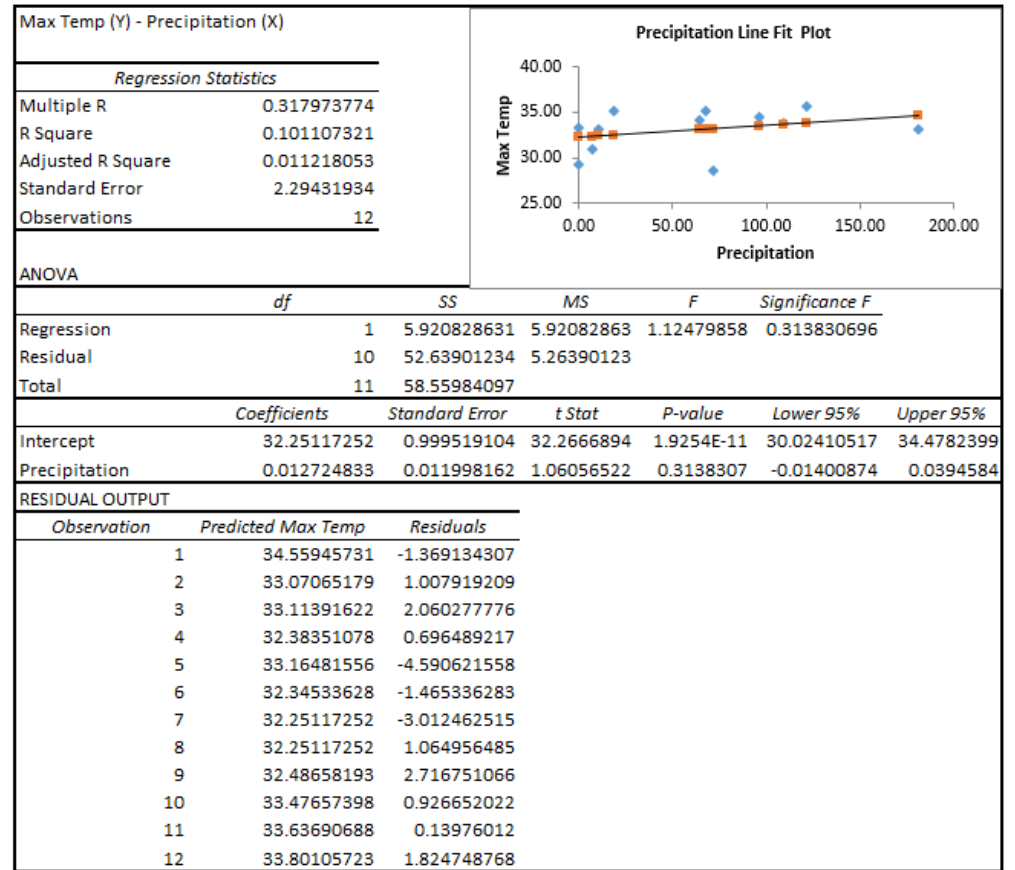 Max Temp (Y) - Precipitation (X)
Regression Statistics
Multiple R 0.317973774
R Square 0.101107321
Adjusted R Square 0.011218053
Standard Error 2.29431934
Observations 12
Precipitation Line Fit Plot
40.00
35.00
30.00
25.00
Max Temp
0.00 50.00 100.00 150.00 200.00
Precipitation
ANOVA
df SS MS F Significance F
Regression 1 5.920828631 5.92082863 1.12479858 0.313830696
Residual 10 52.63901234 5.26390123
Total 11 58.55984097
Coefficients Standard Error t Stat P-value Lower 95% Upper 95%
Intercept 32.25117252 0.999519104 32.2666894 1.9254E-11 30.02410517 34.4782399
Precipitation 0.012724833 0.011998162 1.06056522 0.3138307 -0.01400874 0.0394584
RESIDUAL OUTPUT
Observation Predicted Max Temp Residuals
1 34.55945731 -1.369134307
2 33.07065179 1.007919209
3 33.11391622 2.060277776
4 32.38351078 0.696489217
5 33.16481556 -4.590621558
6 32.34533628 -1.465336283
7 32.25117252 -3.012462515
8 32.25117252 1.064956485
9 32.48658193 2.716751066
10 33.47657398 0.926652022
11 33.63690688 0.13976012
12 33.80105723 1.824748768